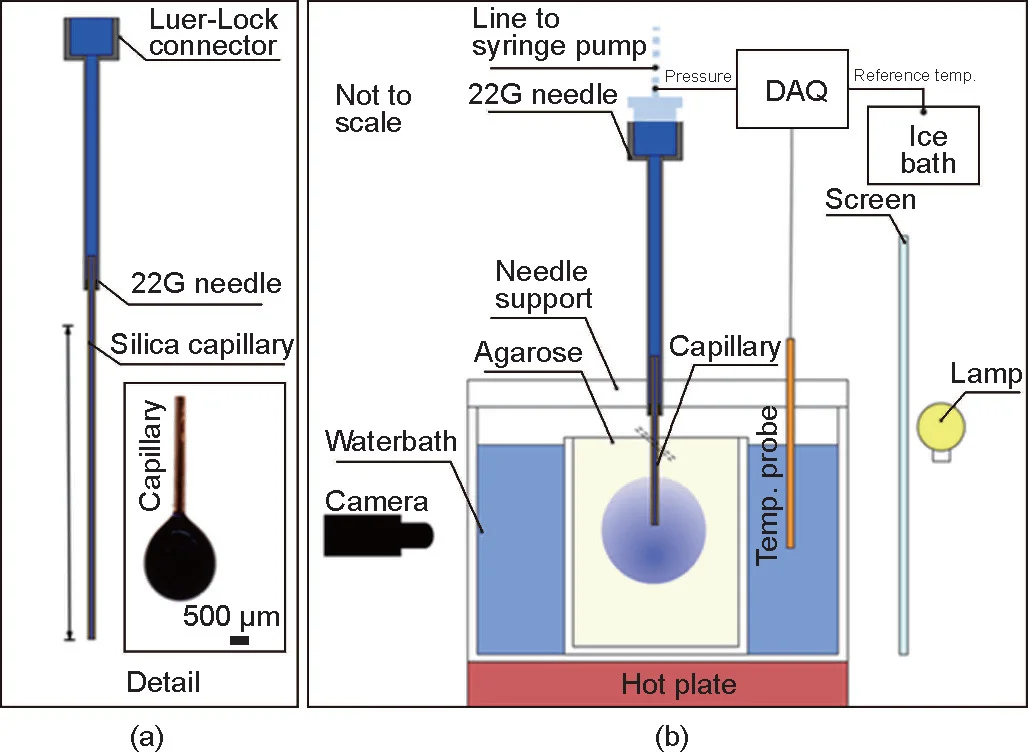 Luer-Lock
connector
22G needle
Silica capillary
Capillary
500 µm
Detail
(a)
Line to
syringe pump
Not to
scale
22G needle
Pressure
DAQ
Reference temp.
Ice
bath
Screen
Needle
support
Agarose
Capillary
Lamp
Waterbath
Camera
Temp. probe
Hot plate
(b)